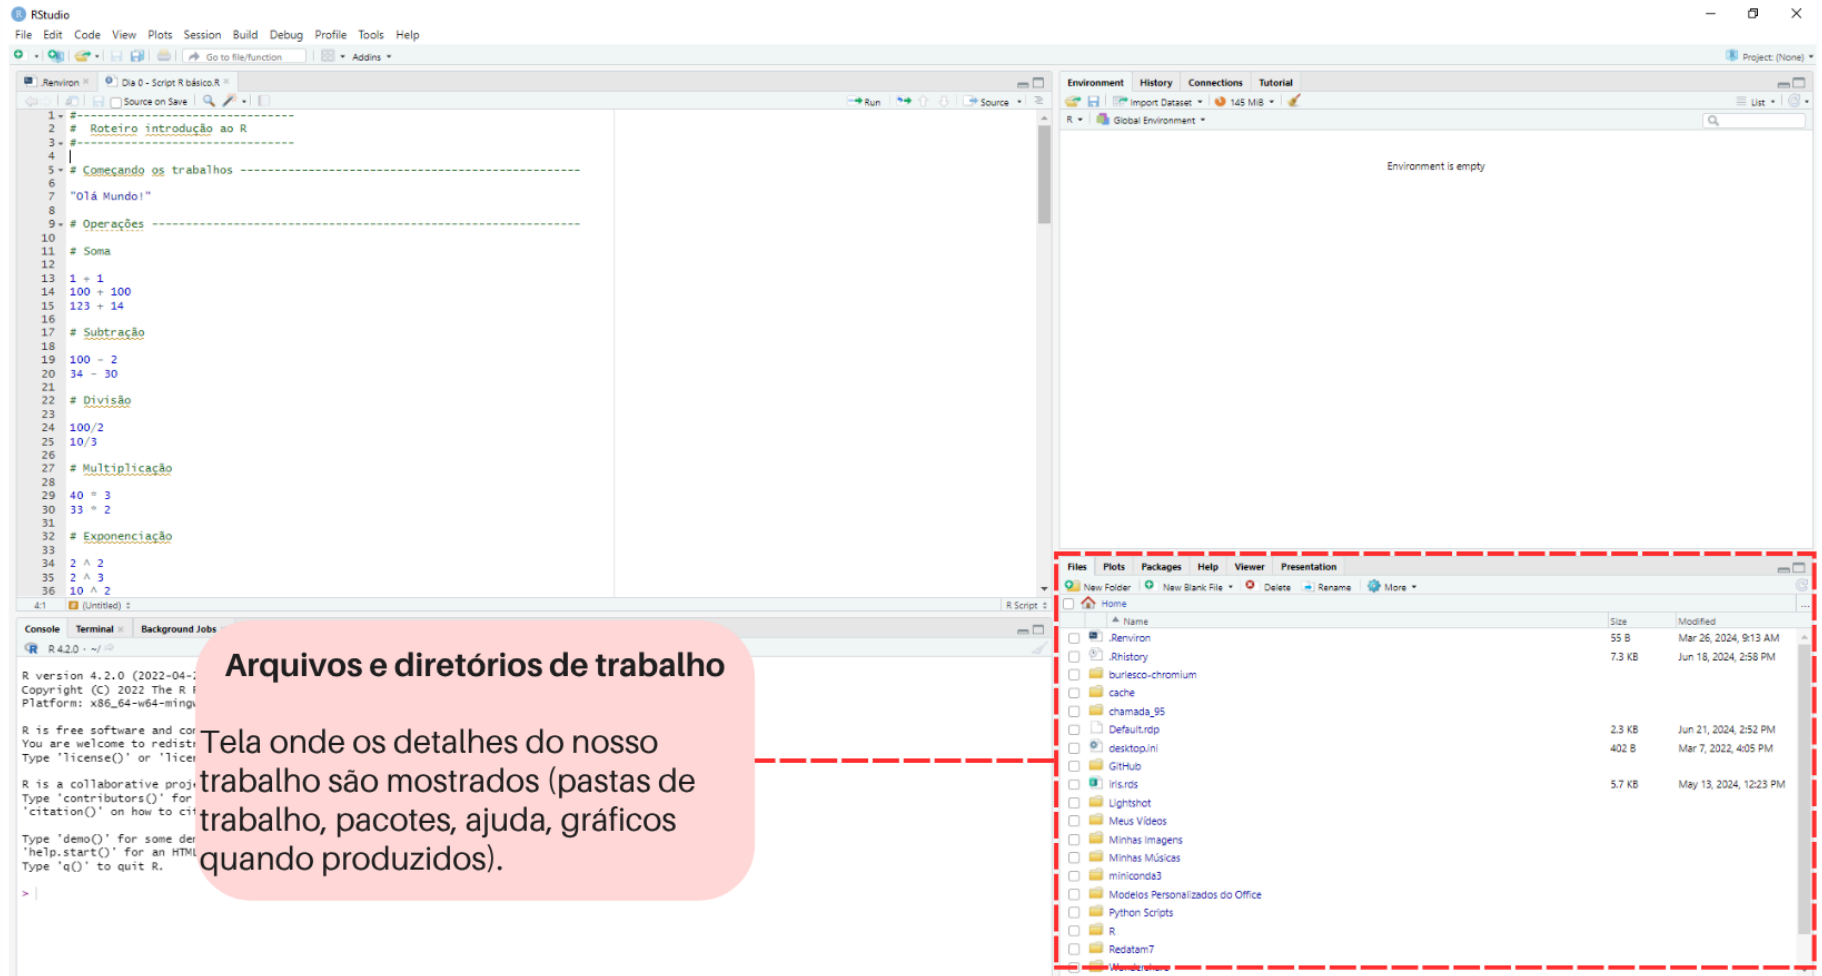 RStudio
File Edit Code View Plots Session Build Debug Profile Tools Help
Go to file/function Addins Project: (None)
.Renviron Dia 0 - Script R básico.R
Source on Save Run Source
1 #-------------------------------
2 # Roteiro introdução ao R
3 #-------------------------------
4
5 # Começando os trabalhos -----------------------------------------------
6
7 "Olá Mundo!"
8
9 # Operações -----------------------------------------------------------
10
11 # Soma
12
13 1 + 1
14 100 + 100
15 123 + 14
16
17 # Subtração
18
19 100 - 2
20 34 - 30
21
22 # Divisão
23
24 100/2
25 10/3
26
27 # Multiplicação
28
29 40 * 3
30 33 * 2
31
32 # Exponenciação
33
34 2 ^ 2
35 2 ^ 3
36 10 ^ 2
4:1 (Untitled) R Script
Console Terminal Background Jobs
R 4.2.0 · ~/
R version 4.2.0 (2022-04-
Copyright (C) 2022 The R
Platform: x86_64-w64-ming
R is free software and
You are welcome to
Type 'license()' or
R is a collaborative
Type 'contributors()' for
'citation()' on how to
Type 'demo()' for some
'help.start()' for an HTML
Type 'q()' to quit R.
>
Arquivos e diretórios de trabalho
Tela onde os detalhes do nosso
trabalho são mostrados (pastas de
trabalho, pacotes, ajuda, gráficos
quando produzidos).
Environment History Connections Tutorial
Import Dataset 145 MiB List
R Global Environment
Environment is empty
Files Plots Packages Help Viewer Presentation
New Folder New Blank File Delete Rename More
Home ...
Name Size Modified
.Renviron 55 B Mar 26, 2024, 9:13 AM
.Rhistory 7.3 KB Jun 18, 2024, 2:58 PM
burlesco-chromium
cache
chamada_95
Default.rdp 2.3 KB Jun 21, 2024, 2:52 PM
desktop.ini 402 B Mar 7, 2022, 4:05 PM
GitHub
iris.rds 5.7 KB May 13, 2024, 12:23 PM
Lightshot
Meus Vídeos
Minhas Imagens
Minhas Músicas
miniconda3
Modelos Personalizados do Office
Python Scripts
R
Redatam7